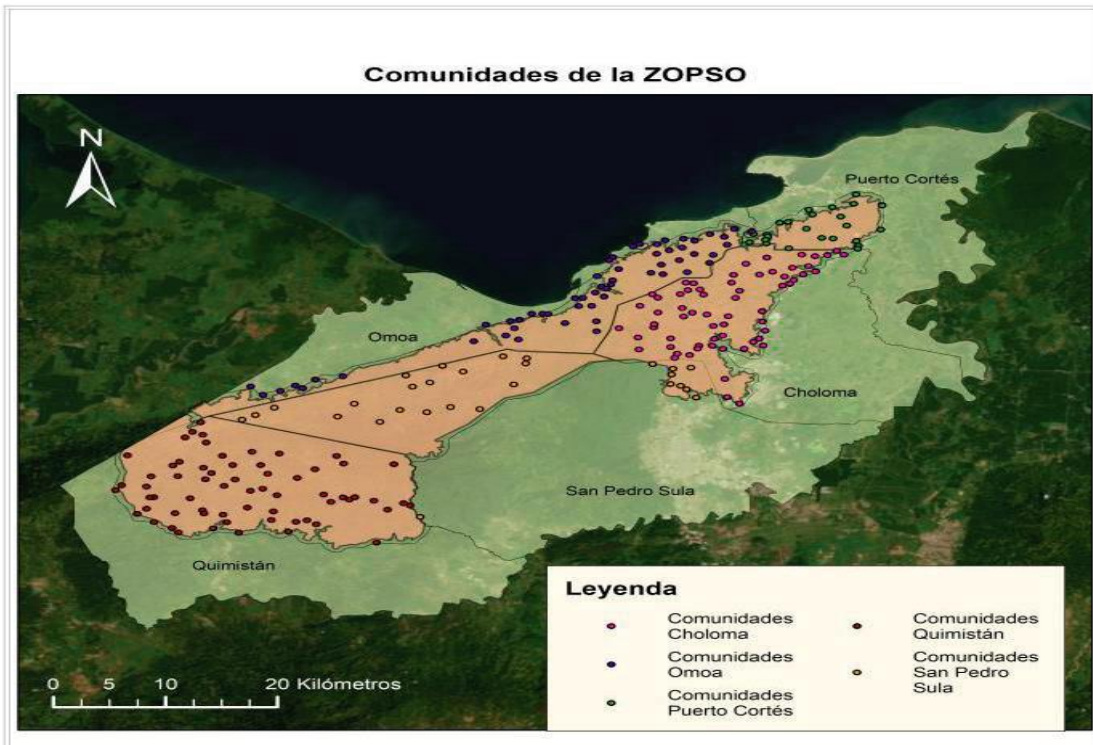 Comunidades de la ZOPSO
N
Puerto Cortés
Omoa
Choloma
San Pedro Sula
Quimistán
Leyenda
Comunidades
Choloma
Comunidades
Omoa
Comunidades
Puerto Cortés
Comunidades
Quimistán
Comunidades
San Pedro
Sula
0 5 10 20 Kilómetros